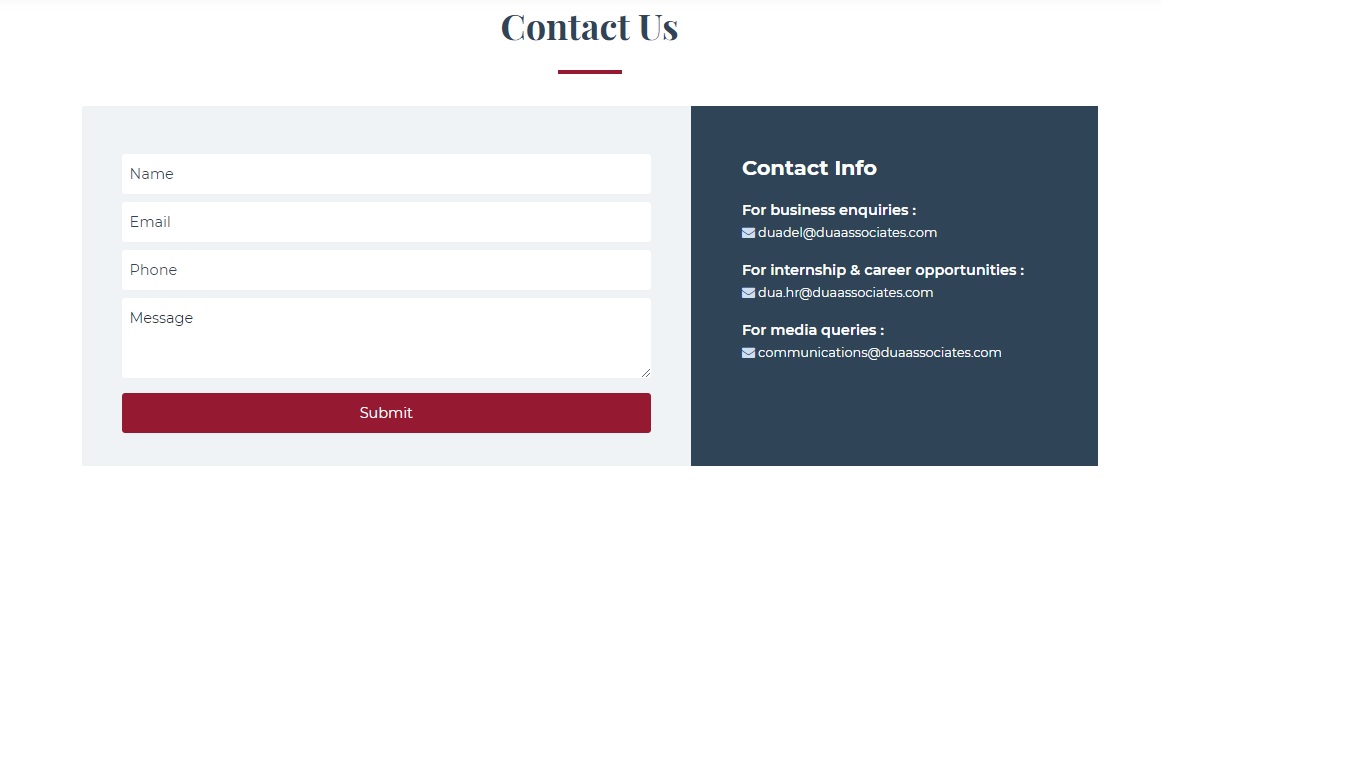 Contact Us
Name
Email
Phone
Message
Submit
Contact Info
For business enquiries :
duadel@duaassociates.com
For internship & career opportunities :
dua.hr@duaassociates.com
For media queries :
communications@duaassociates.com